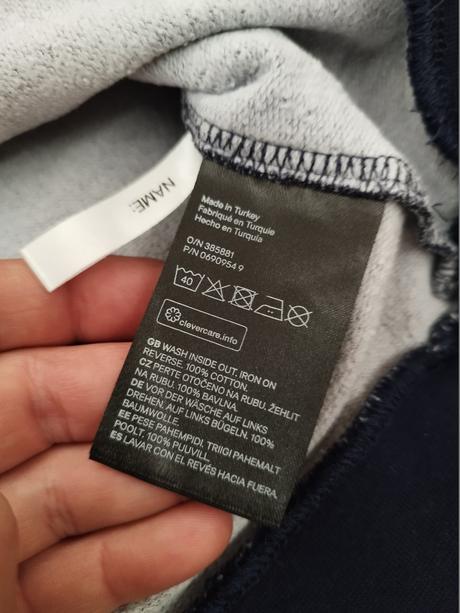 NAME:
Made in Turkey
Fabriqué en Turquie
Hecho en Turquía
O/N 385881
P/N 0690954 9
40
clevercare.info
GB WASH INSIDE OUT. IRON ON
REVERSE. 100% COTTON.
CZ PERTE OTOČENO NA RUBU. ŽEHLIT
NA RUBU. 100% BAVLNA.
DE VOR DER WÄSCHE AUF LINKS
DREHEN, AUF LINKS BÜGELN. 100%
BAUMWOLLE.
EE PESE PAHEMPIDI, TRIIGI PAHEMALT
POOLT, 100% PUUVILL.
ES LAVAR CON EL REVÉS HACIA FUERA.